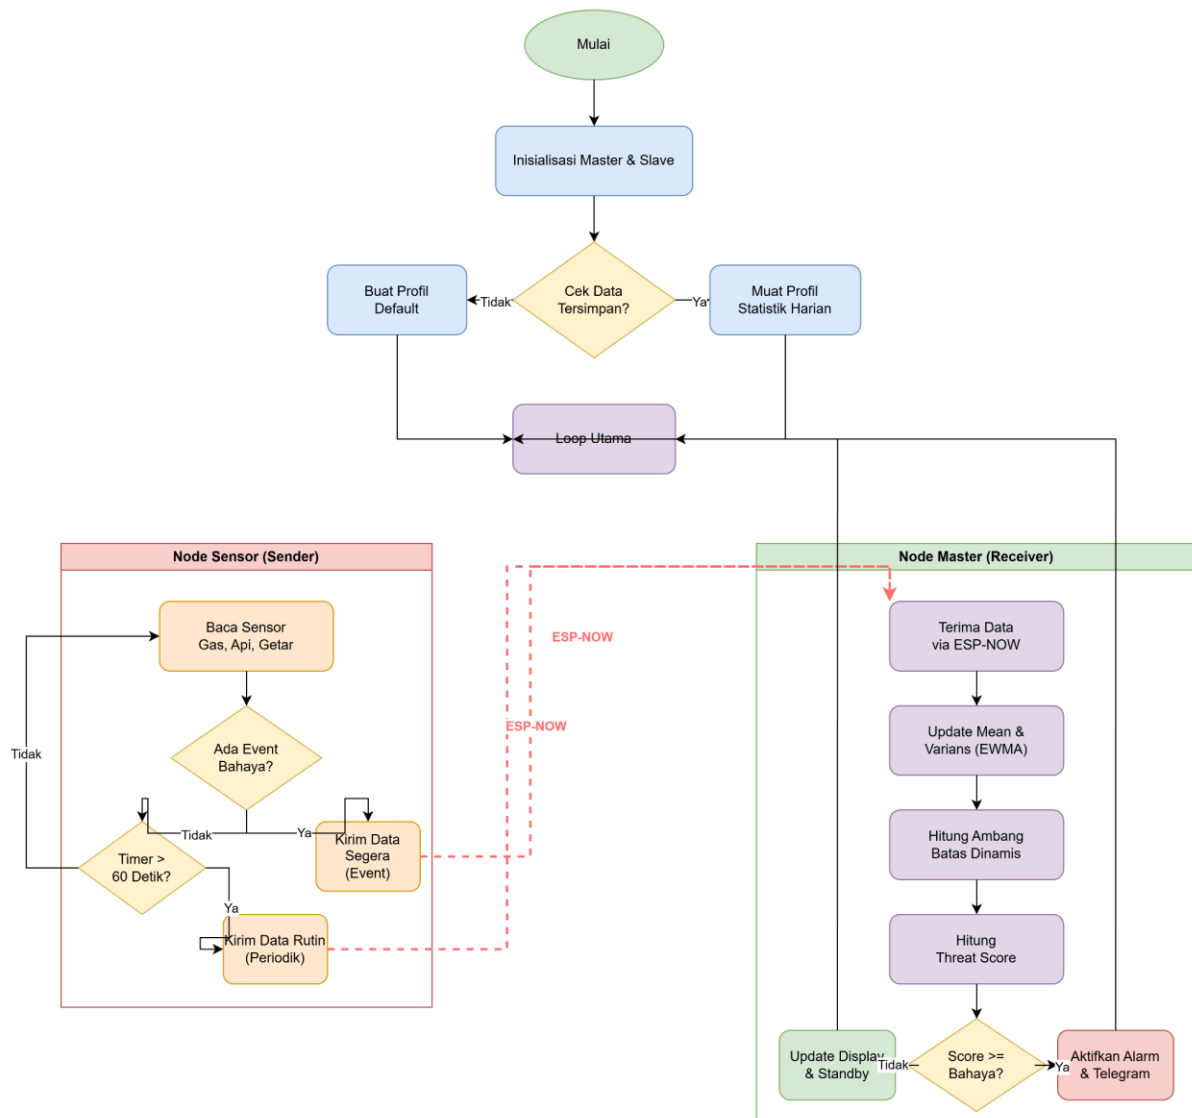 Mulai
Inisialisasi Master & Slave
Buat Profil
Default
Tidak
Cek Data
Tersimpan?
Ya
Muat Profil
Statistik Harian
Loop Utama
Node Sensor (Sender)
Baca Sensor
Gas, Api, Getar
Ada Event
Bahaya?
Tidak
Tidak
Ya
Timer >
60 Detik?
Kirim Data
Segera
(Event)
Ya
Kirim Data Rutin
(Periodik)
ESP-NOW
ESP-NOW
Node Master (Receiver)
Terima Data
via ESP-NOW
Update Mean &
Varians (EWMA)
Hitung Ambang
Batas Dinamis
Hitung
Threat Score
Update Display
& Standby
Tidak
Score >=
Bahaya?
Ya
Aktifkan Alarm
& Telegram